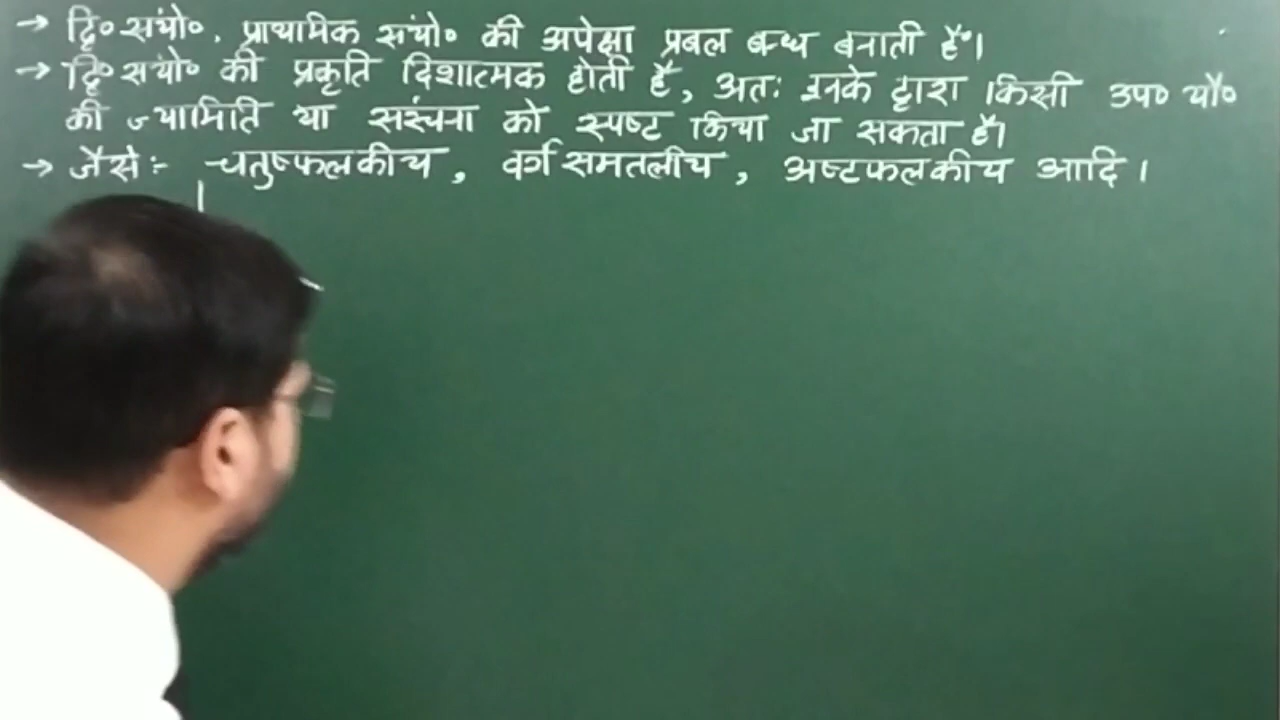 → द्वि० संयो०, प्राथमिक संयो० की अपेक्षा प्रबल बन्ध बनाती हैं।
→ द्वि० संयो० की प्रकृति दिशात्मक होती है, अतः इनके द्वारा किसी उप० यौ०
की ज्यामिति या संरचना को स्पष्ट किया जा सकता है।
→ जैसे:- चतुष्फलकीय, वर्ग समतलीय, अष्टफलकीय आदि।